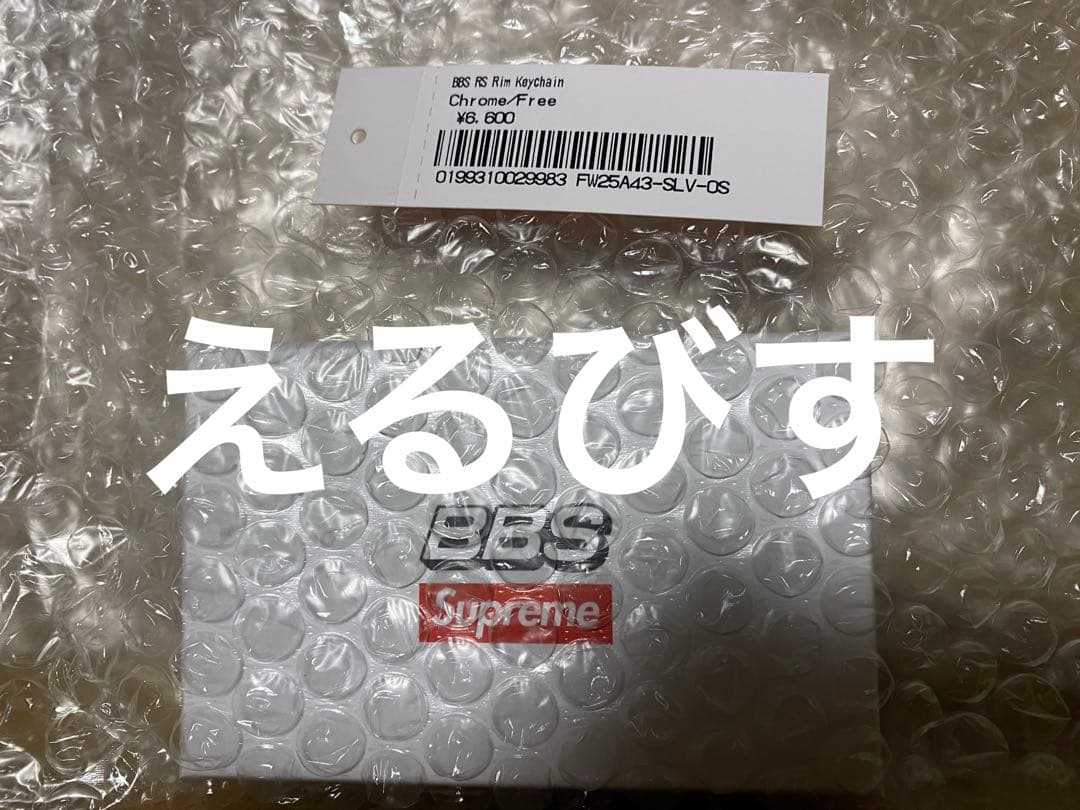 BBS RS Rim Keychain
Chrome/Free
¥6,600
0199310029983 FW25A43-SLV-OS
えるびす
BBS
Supreme